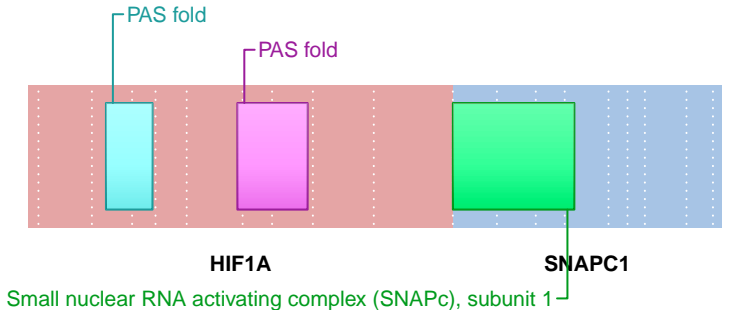 PAS fold
PAS fold
HIF1A
SNAPC1
Small nuclear RNA activating complex (SNAPc), subunit 1